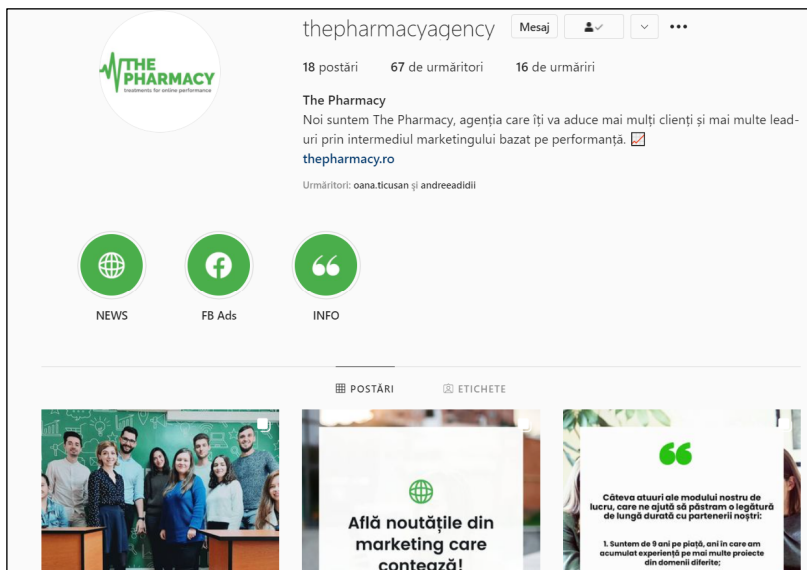 thepharmacyagency Mesaj
THE
PHARMACY
treatments for online performance
18 postări 67 de urmăritori 16 de urmăriri
The Pharmacy
Noi suntem The Pharmacy, agenția care îți va aduce mai mulți clienți și mai multe lead-
uri prin intermediul marketingului bazat pe performanță.
thepharmacy.ro
Urmăritori: oana.ticusan și andreeadidii
NEWS FB Ads INFO
POSTĂRI ETICHETE
Află noutățile din
marketing care
contează!
Câteva atuuri ale modului nostru de
lucru, care ne ajută să păstram o legătură
de lungă durată cu partenerii noștri:
1. Suntem de 9 ani pe piață, ani în care am
acumulat experiență pe mai multe proiecte
din domenii diferite;